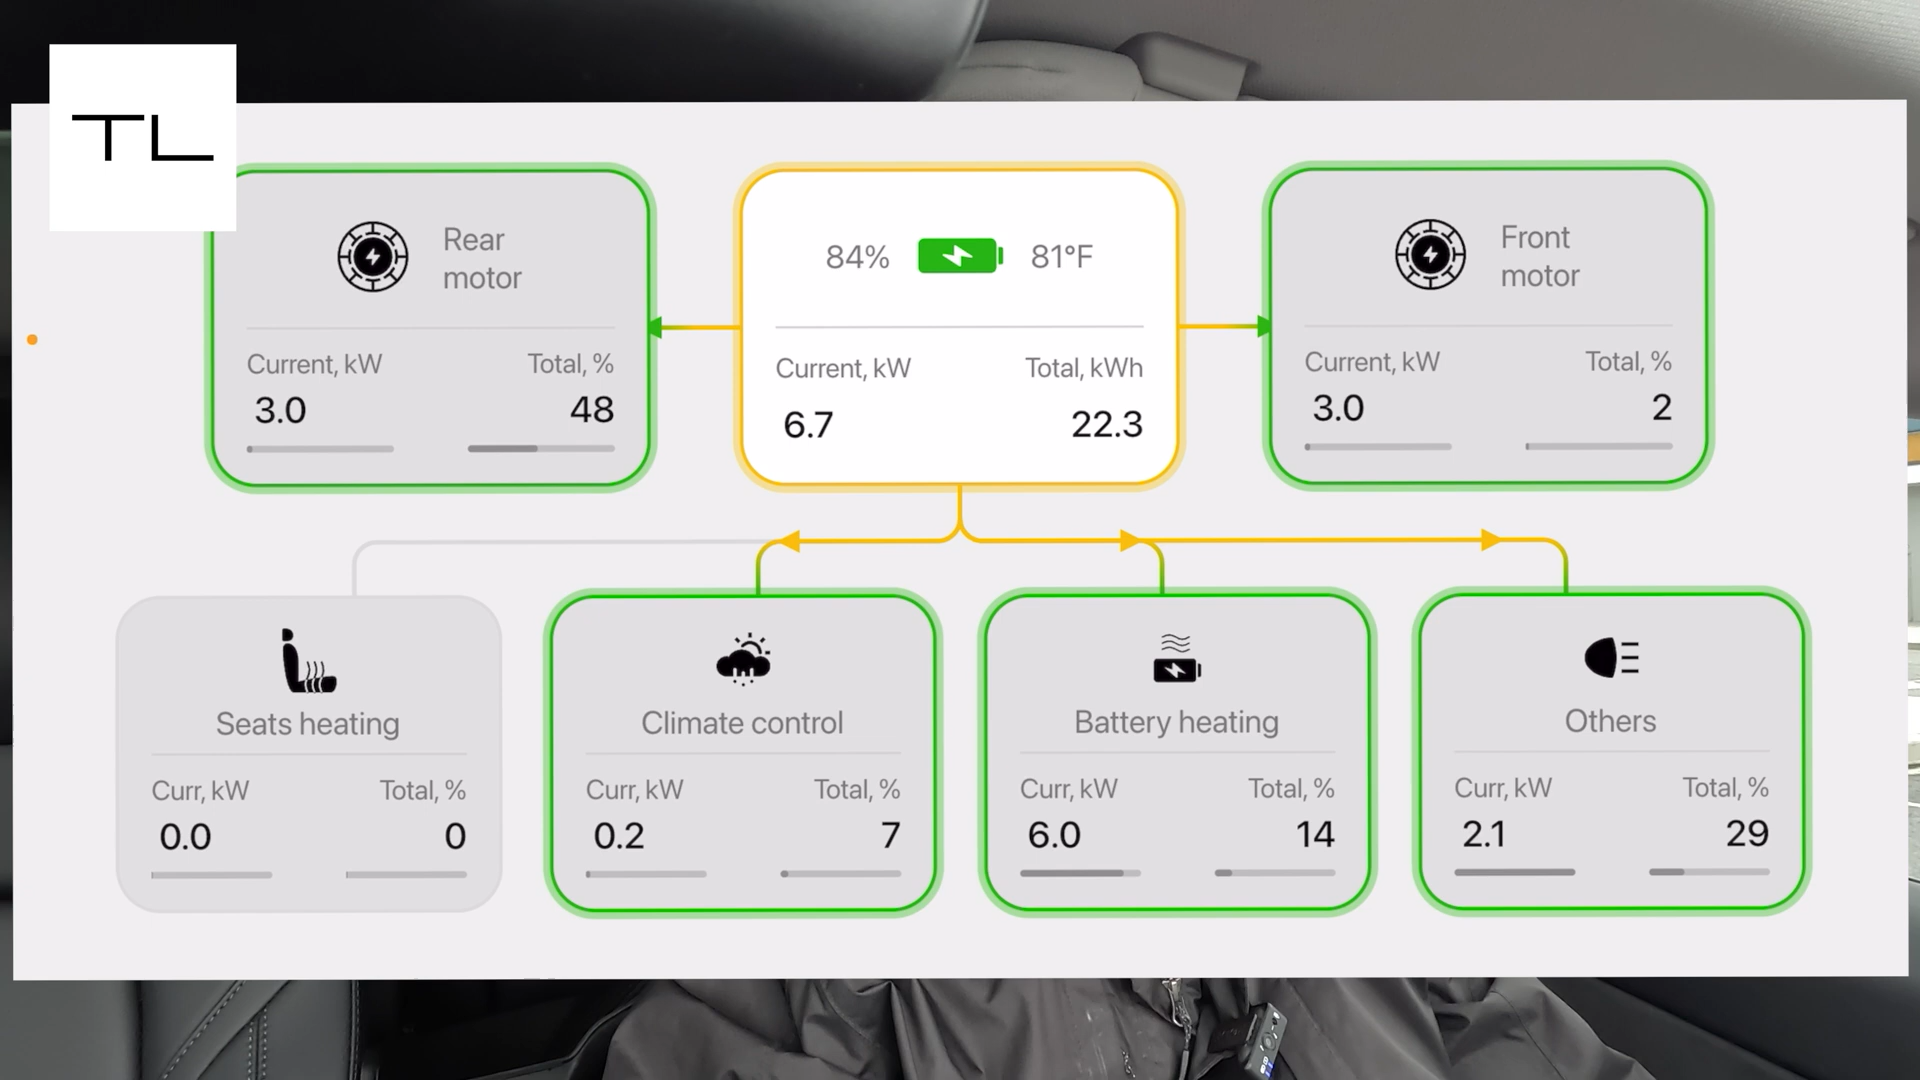 TL
Rear
motor
Current, kW Total, %
3.0 48
84% 81°F
Current, kW Total, kWh
6.7 22.3
Front
motor
Current, kW Total, %
3.0 2
Seats heating
Curr, kW Total, %
0.0 0
Climate control
Curr, kW Total, %
0.2 7
Battery heating
Curr, kW Total, %
6.0 14
Others
Curr, kW Total, %
2.1 29